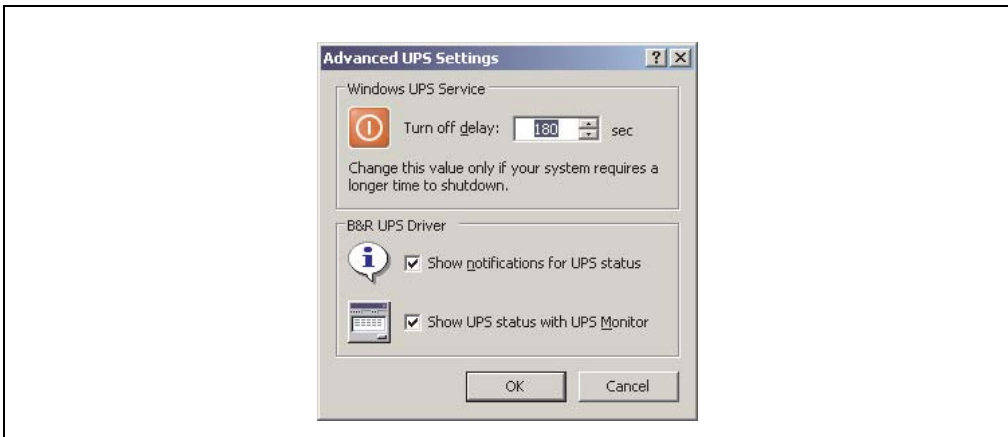 Advanced UPS Settings
Windows UPS Service
Turn off delay: 180 sec
Change this value only if your system requires a
longer time to shutdown.
B&R UPS Driver
Show notifications for UPS status
Show UPS status with UPS Monitor
OK Cancel